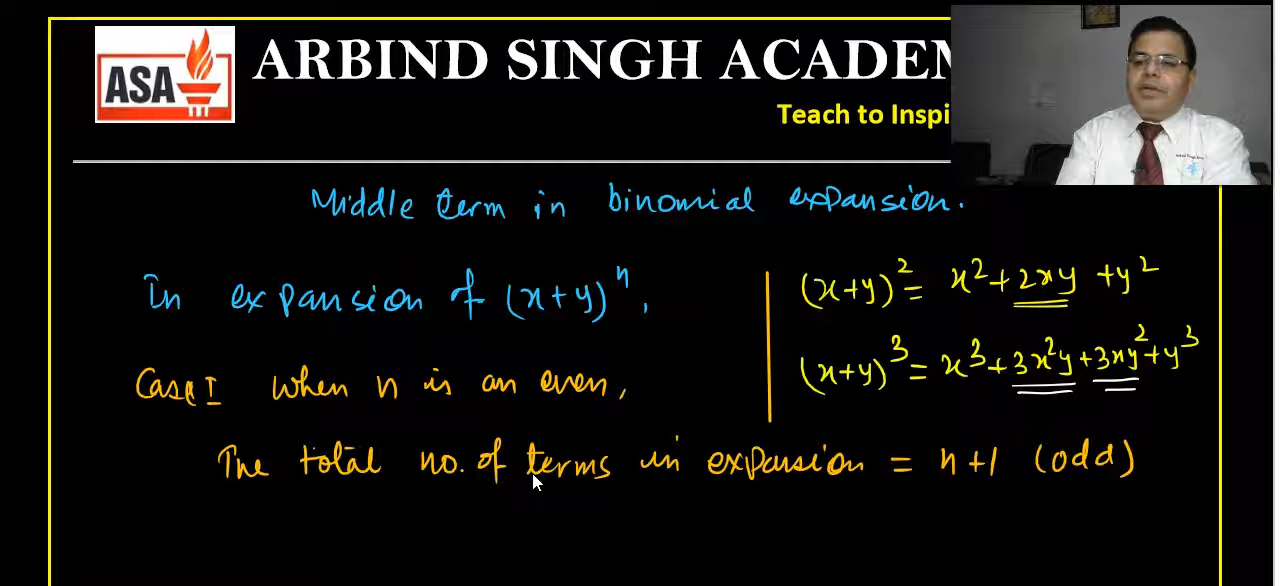 ASA
ARBIND SINGH ACADEM
Teach to Inspi
Middle term in binomial expansion.
In expansion of (x+y)^n,
Case I when n is an even,
The total no. of terms in expansion = n+1 (odd)
(x+y)^2 = x^2 + 2xy + y^2
(x+y)^3 = x^3 + 3x^2y + 3xy^2 + y^3